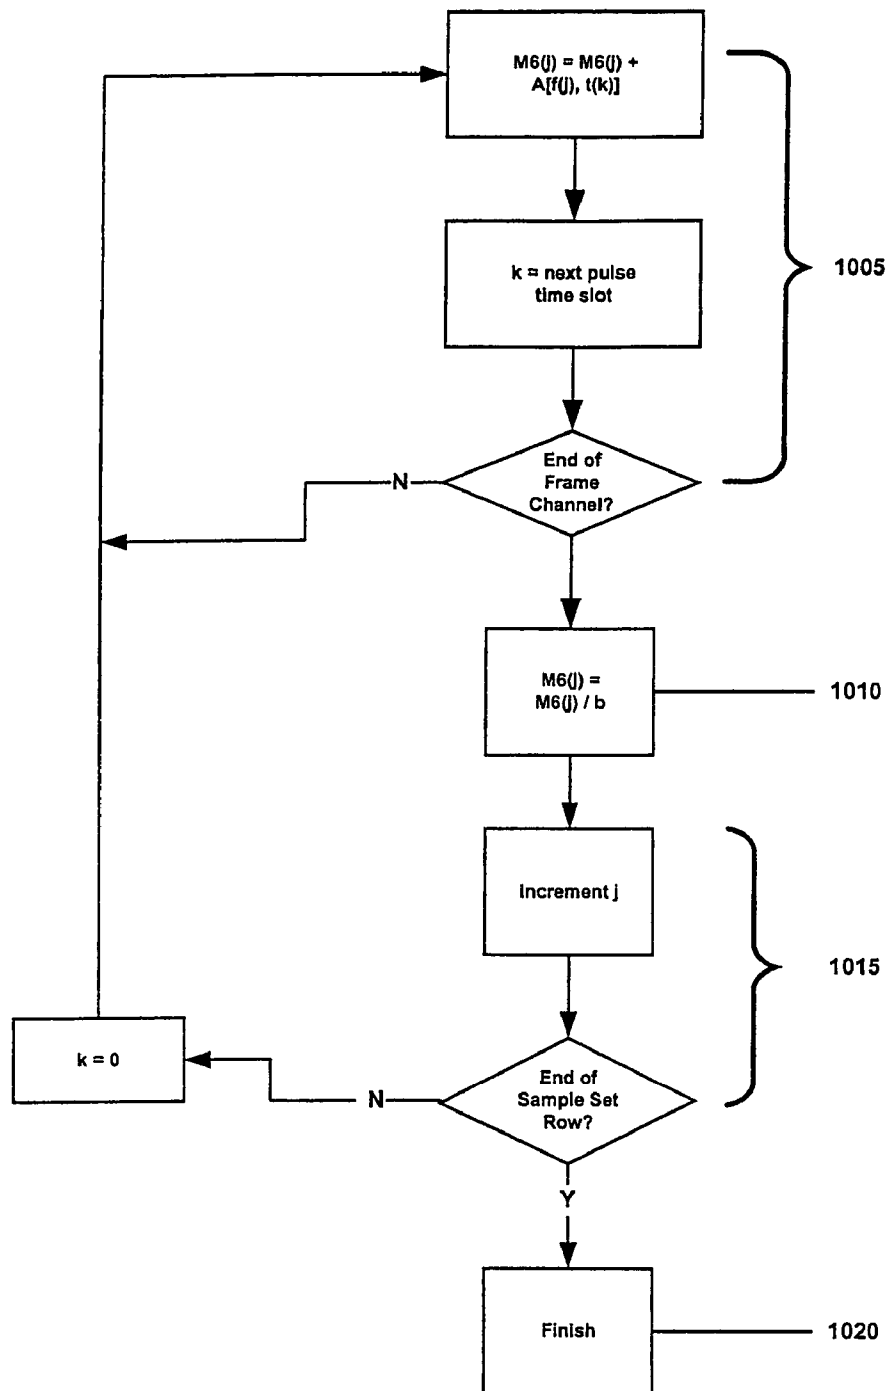 M6(j) = M6(j) +
A[f(j), t(k)]
1005
k = next pulse
time slot
End of
Frame
Channel?
N
M6(j) =
M6(j) / b
1010
Increment j
1015
k = 0
End of
Sample Set
Row?
N
Y
Finish
1020